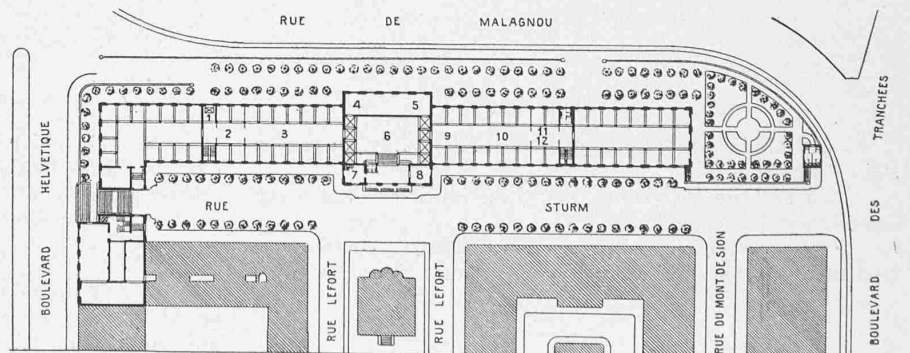 RUE DE MALAGNOU
BOULEVARD HELVETIQUE
BOULEVARD DES TRANCHÉES
4 5
1
2 3 6 9 10 11
12
7 8
RUE STURM
RUE LEFORT
RUE LEFORT
RUE DU MONT DE SION